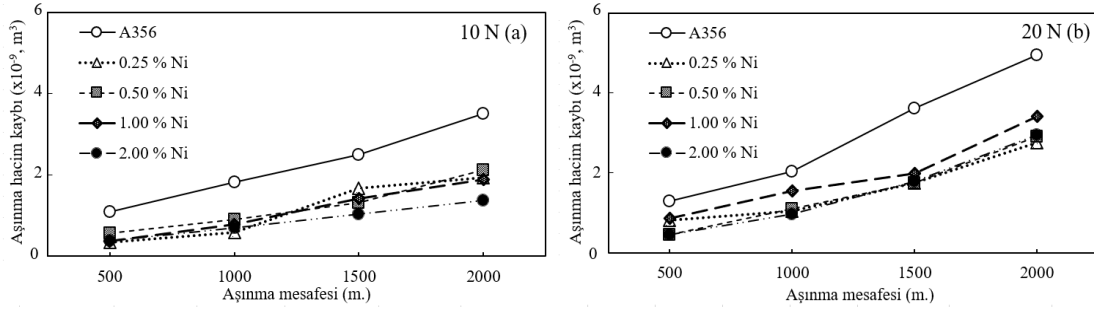 6
4
2
0
Aşınma hacim kaybı (x10⁻⁹, m³)
10 N (a)
A356
0.25 % Ni
0.50 % Ni
1.00 % Ni
2.00 % Ni
500 1000 1500 2000
Aşınma mesafesi (m.)
6
4
2
0
Aşınma hacim kaybı (x10⁻⁹, m³)
20 N (b)
A356
0.25 % Ni
0.50 % Ni
1.00 % Ni
2.00 % Ni
500 1000 1500 2000
Aşınma mesafesi (m.)